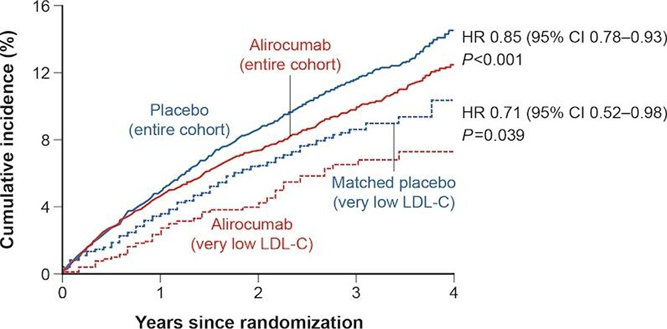 16
12
8
4
0
Cumulative incidence (%)
Alirocumab
(entire cohort)
Placebo
(entire cohort)
HR 0.85 (95% CI 0.78–0.93)
P<0.001
HR 0.71 (95% CI 0.52–0.98)
P=0.039
Matched placebo
(very low LDL-C)
Alirocumab
(very low LDL-C)
0 1 2 3 4
Years since randomization